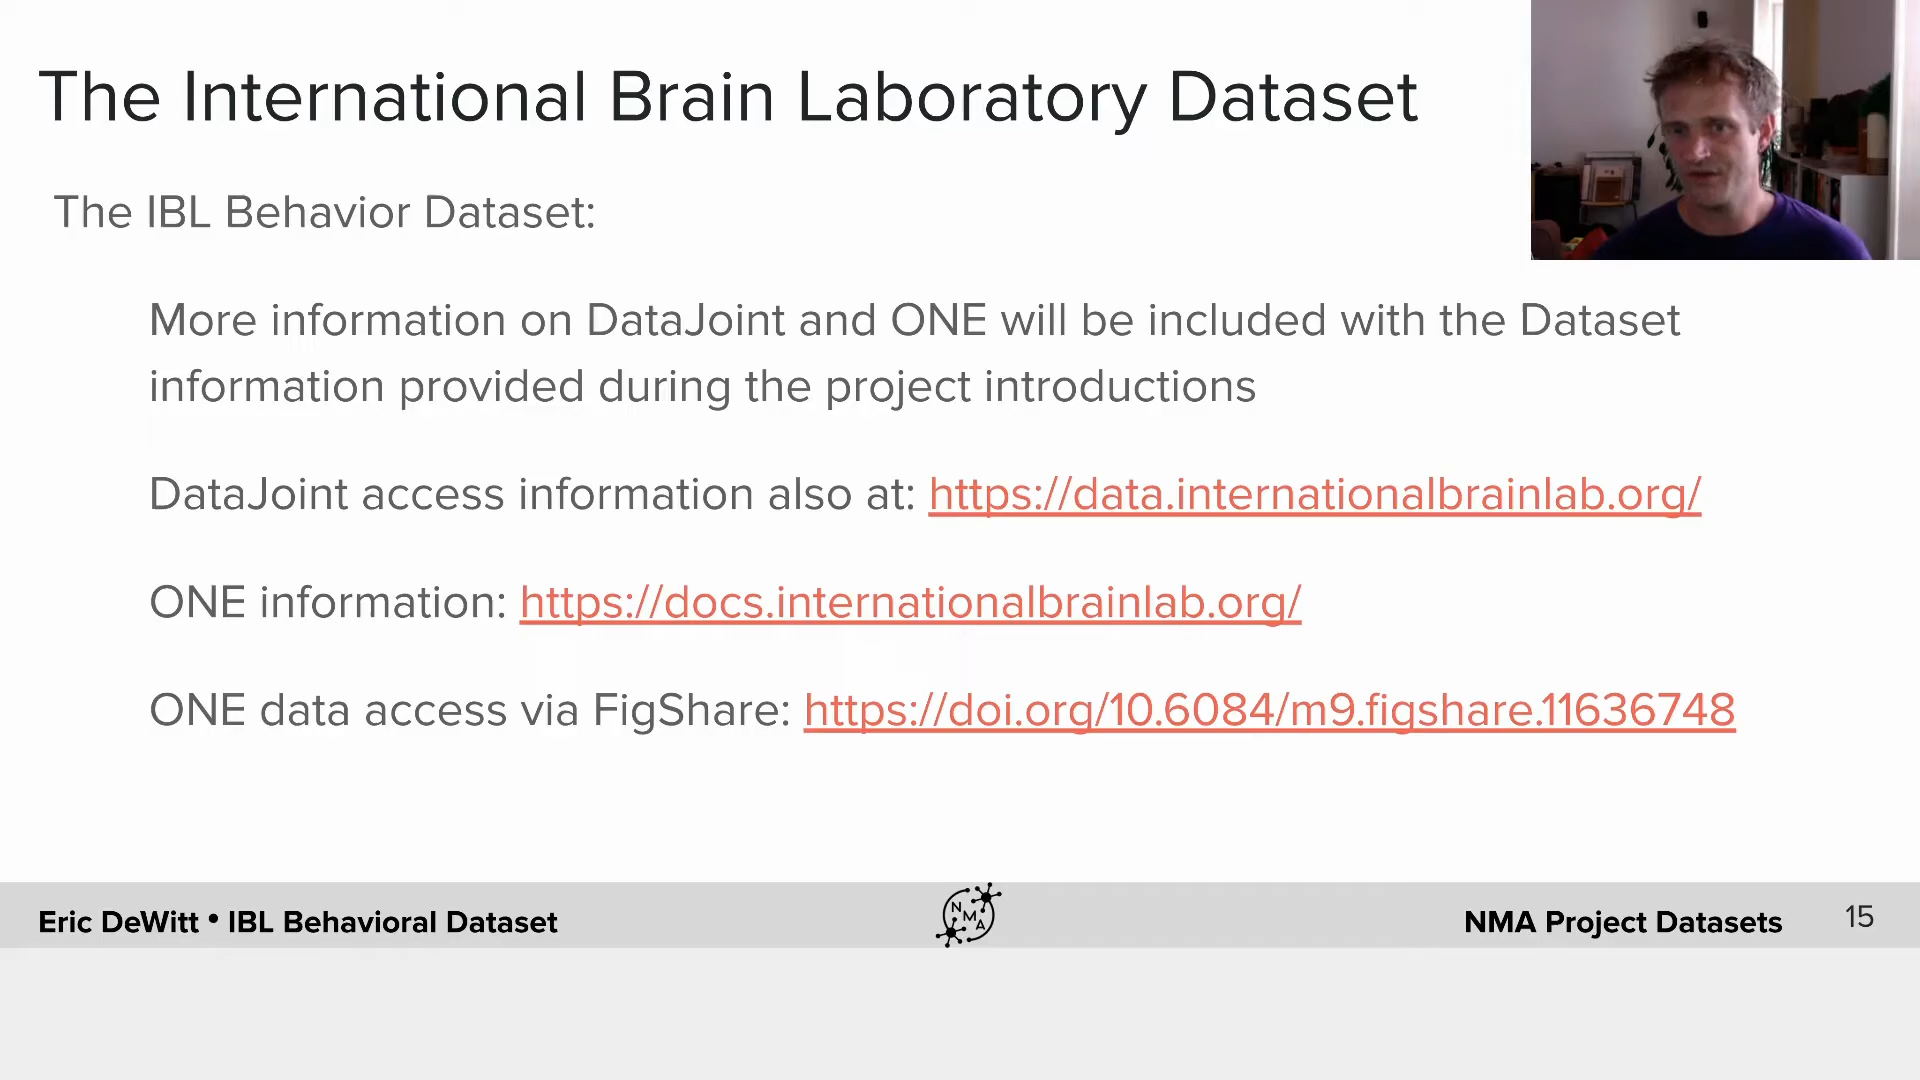 The International Brain Laboratory Dataset
The IBL Behavior Dataset:
More information on DataJoint and ONE will be included with the Dataset
information provided during the project introductions
DataJoint access information also at: https://data.internationalbrainlab.org/
ONE information: https://docs.internationalbrainlab.org/
ONE data access via FigShare: https://doi.org/10.6084/m9.figshare.11636748
Eric DeWitt • IBL Behavioral Dataset
NMA
NMA Project Datasets
15